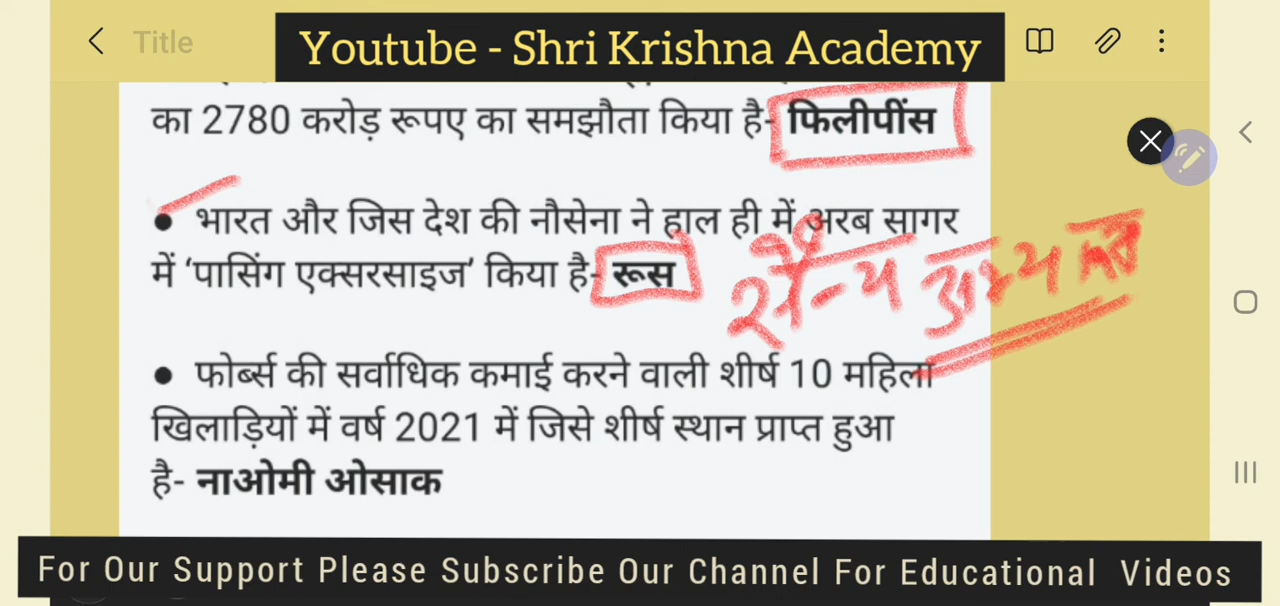 Youtube - Shri Krishna Academy
Title
का 2780 करोड़ रूपए का समझौता किया है- फिलीपींस
● भारत और जिस देश की नौसेना ने हाल ही में अरब सागर
में ‘पासिंग एक्सरसाइज’ किया है- रूस
सैन्य अभ्यास
● फोर्ब्स की सर्वाधिक कमाई करने वाली शीर्ष 10 महिला
खिलाड़ियों में वर्ष 2021 में जिसे शीर्ष स्थान प्राप्त हुआ
है- नाओमी ओसाक
For Our Support Please Subscribe Our Channel For Educational Videos